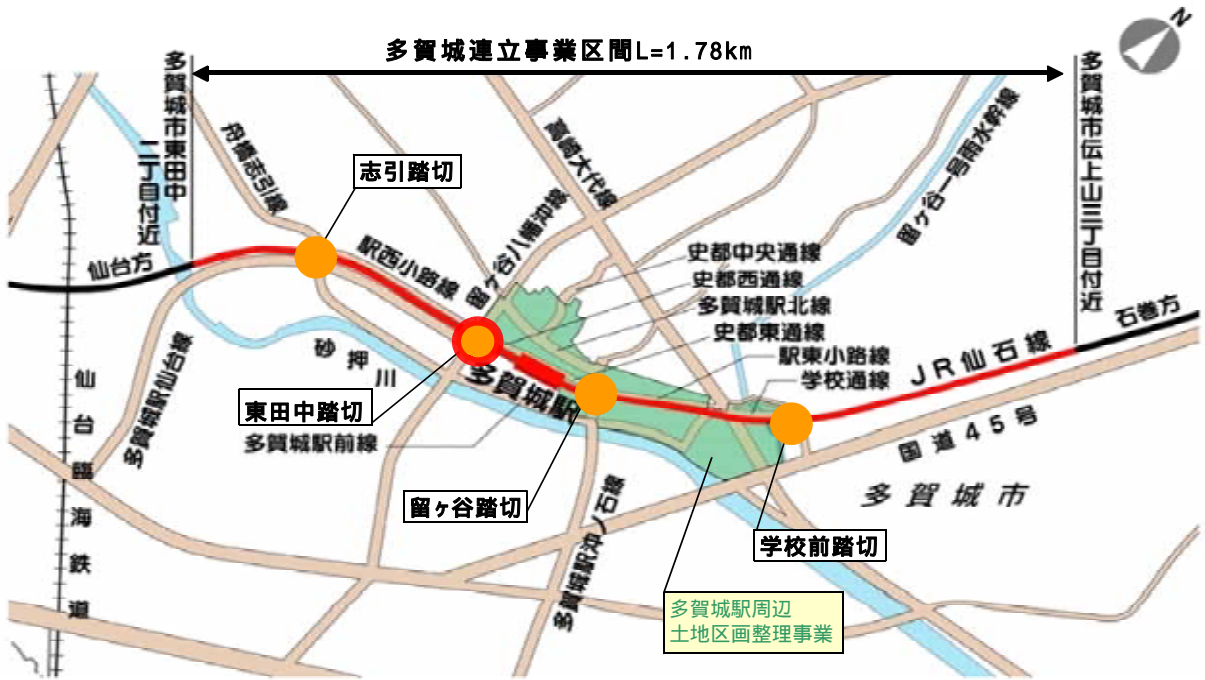 多賀城連立事業区間L=1.78km
N
多賀城市東田中
二丁目付近
多賀城市伝上山三丁目付近
舟橋志引線
志引踏切
高崎大代線
留ヶ谷一号雨水幹線
仙台方
駅西小路線
留ヶ谷八幡沖線
史都中央通線
史都西通線
多賀城駅北線
史都東通線
駅東小路線
学校通線
JR仙石線
石巻方
砂押川
多賀城駅仙台線
多賀城駅
東田中踏切
多賀城駅前線
国道45号
多賀城市
仙台臨海鉄道
留ヶ谷踏切
多賀城駅沖ノ石線
学校前踏切
多賀城駅周辺
土地区画整理事業